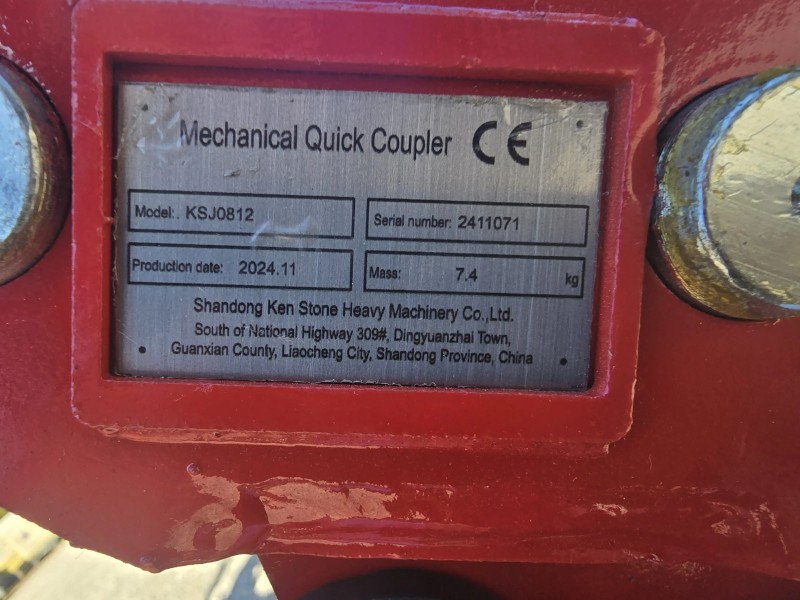 Mechanical Quick Coupler CE
Model:. KSJ0812
Serial number: 2411071
Production date: 2024.11
Mass: 7.4 kg
Shandong Ken Stone Heavy Machinery Co.,Ltd.
South of National Highway 309#, Dingyuanzhai Town,
Guanxian County, Liaocheng City, Shandong Province, China